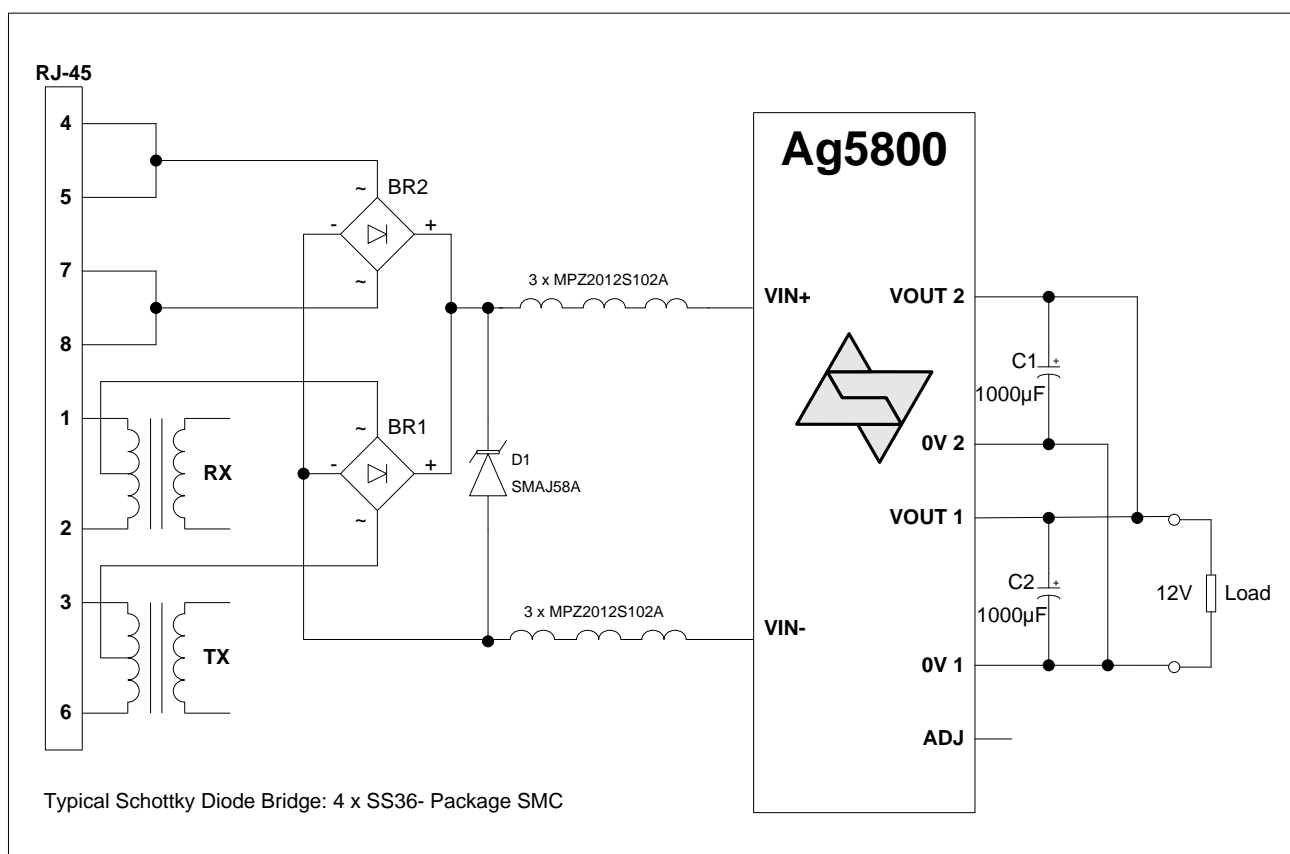 RJ-45
4
5
7
8
1
2
3
6
RX
TX
~
BR2
-
+
~
~
BR1
-
+
~
3 x MPZ2012S102A
D1
SMAJ58A
3 x MPZ2012S102A
Ag5800
VIN+
VIN-
VOUT 2
0V 2
VOUT 1
0V 1
ADJ
C1
+
1000µF
C2
+
1000µF
12V
Load
Typical Schottky Diode Bridge: 4 x SS36- Package SMC